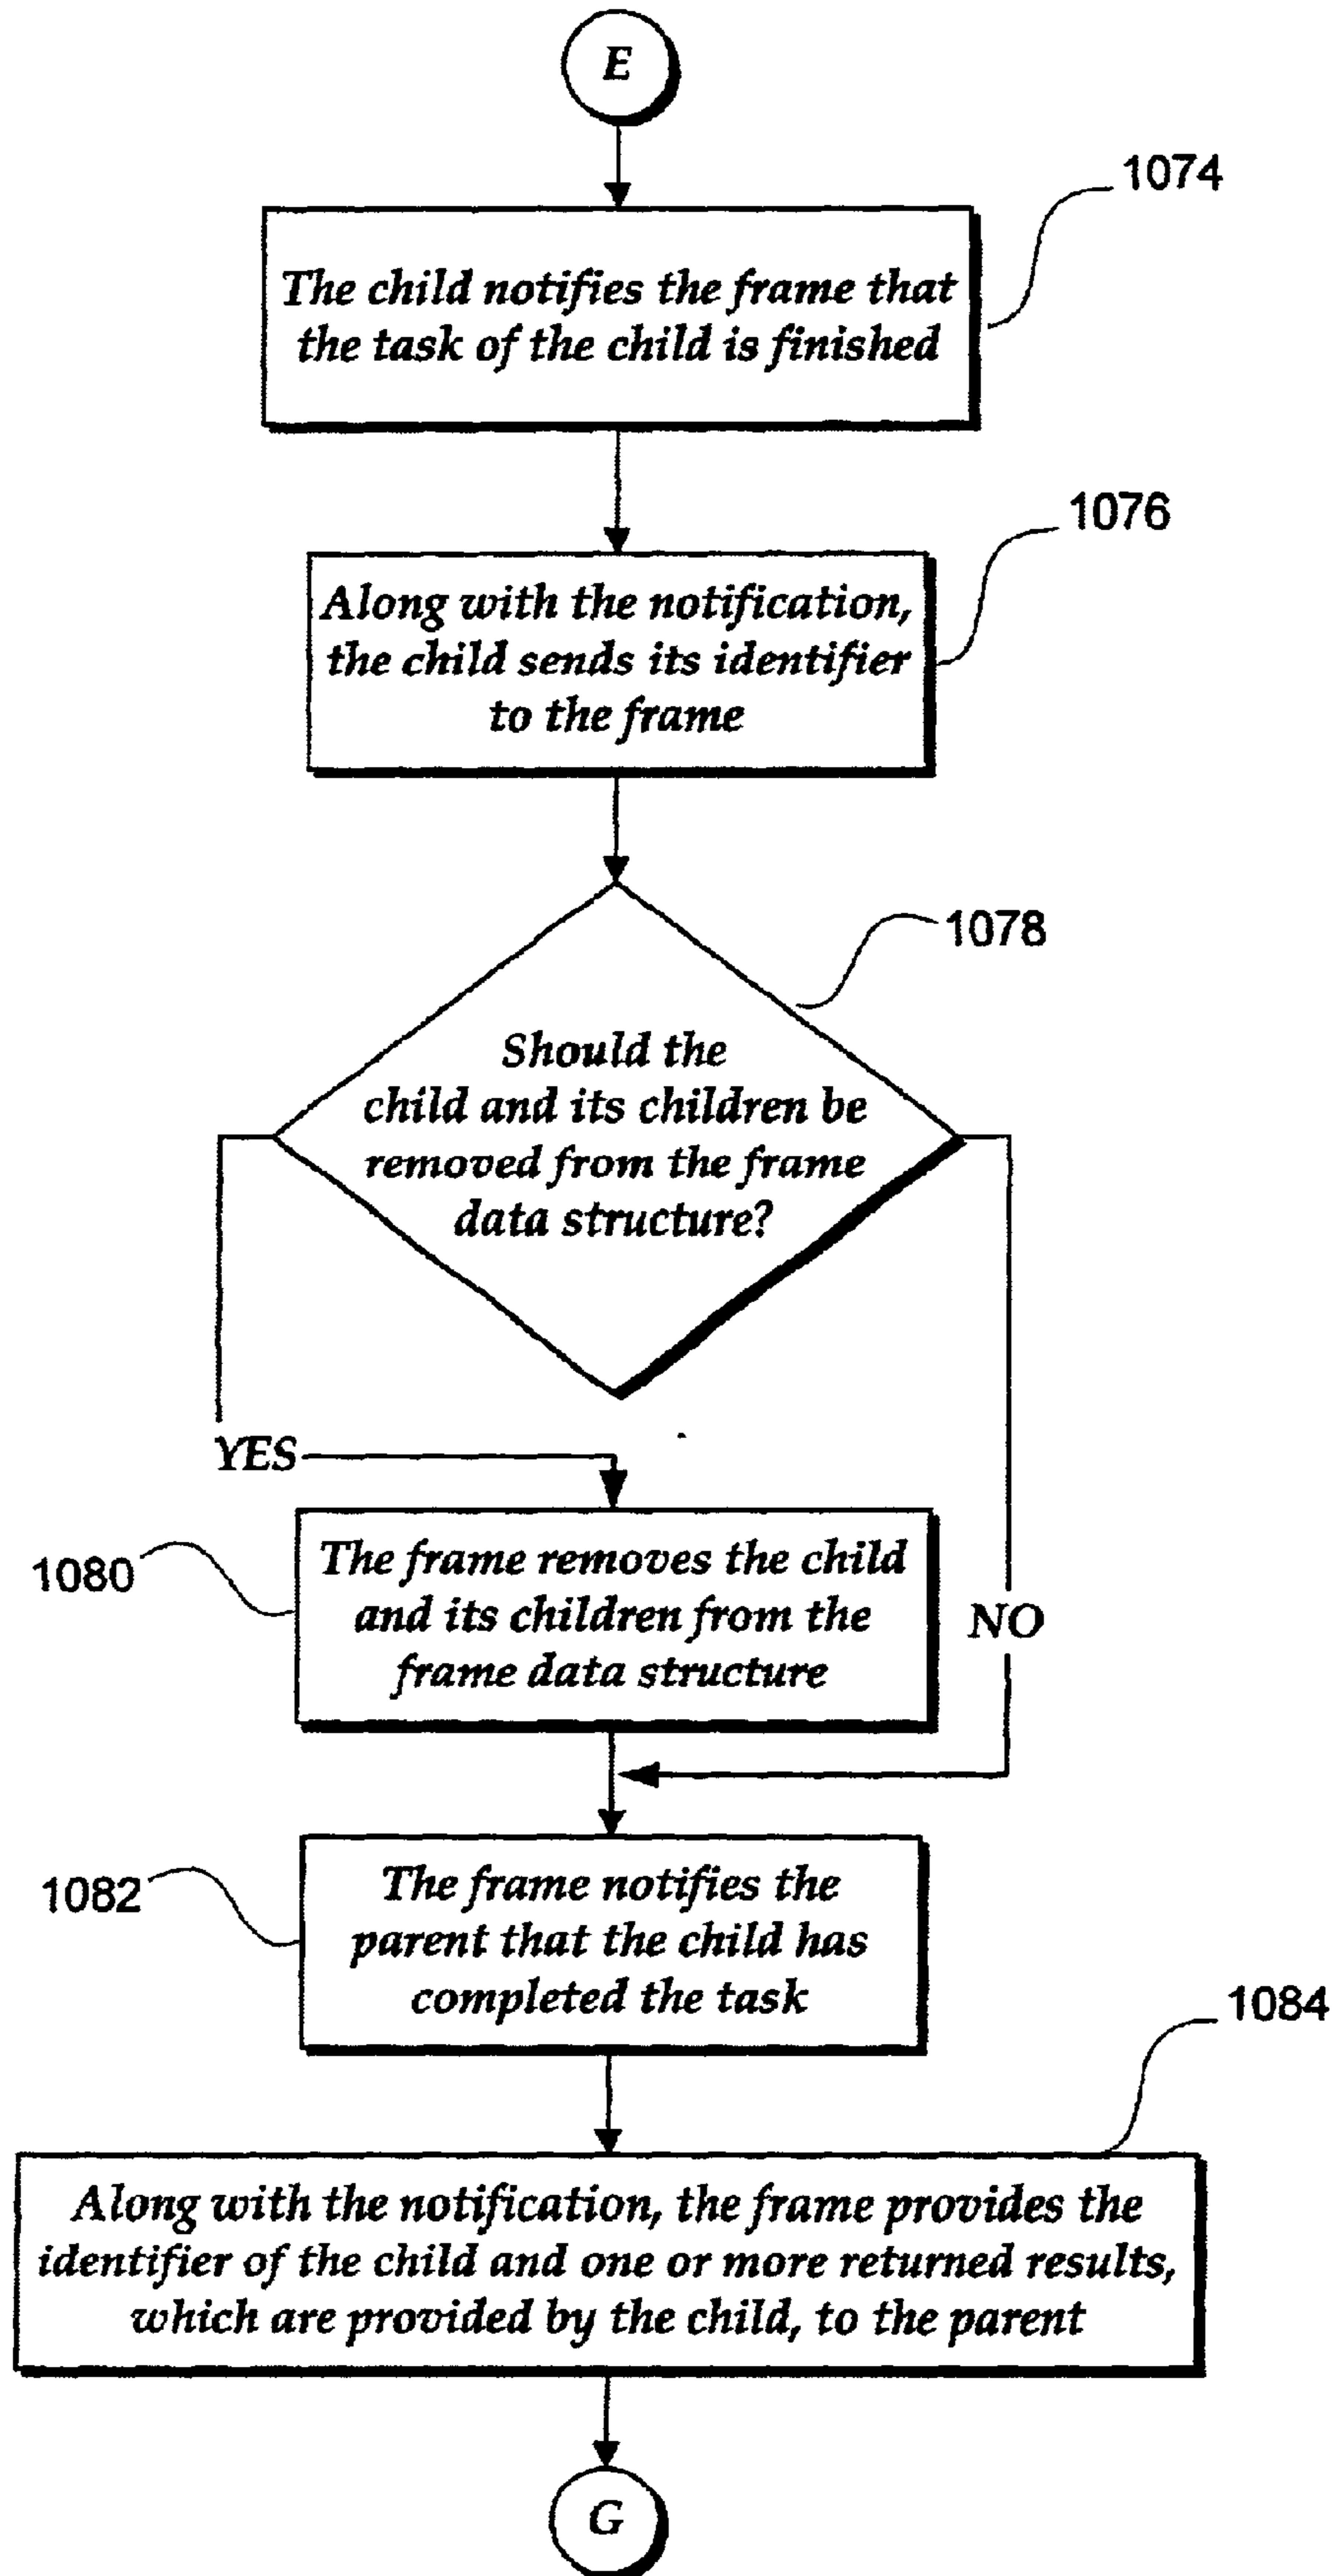 E
1074
The child notifies the frame that
the task of the child is finished
1076
Along with the notification,
the child sends its identifier
to the frame
1078
Should the
child and its children be
removed from the frame
data structure?
YES
1080
The frame removes the child
and its children from the
frame data structure
NO
1082
The frame notifies the
parent that the child has
completed the task
1084
Along with the notification, the frame provides the
identifier of the child and one or more returned results,
which are provided by the child, to the parent
G